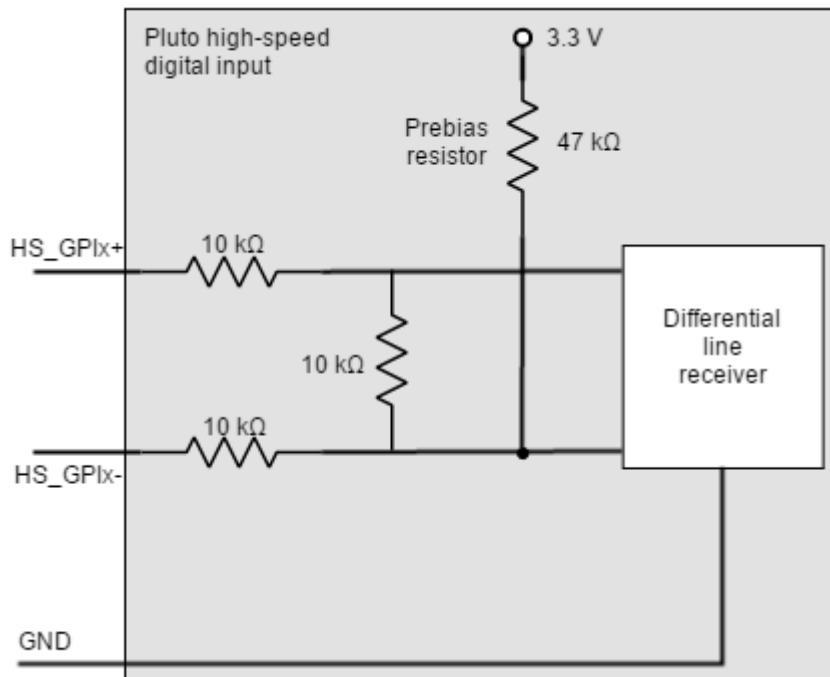 Pluto high-speed
digital input
3.3 V
Prebias
resistor
47 kΩ
HS_GPIx+
10 kΩ
10 kΩ
Differential
line
receiver
10 kΩ
HS_GPIx-
GND